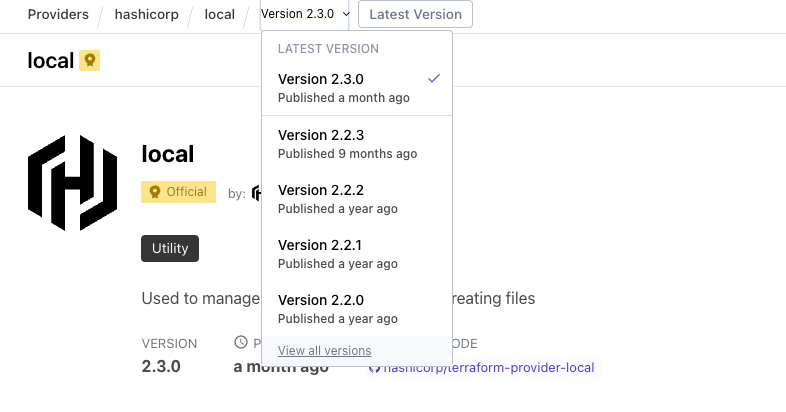 Providers / hashicorp / local / Version 2.3.0 Latest Version
local
LATEST VERSION
Version 2.3.0
Published a month ago
Version 2.2.3
Published 9 months ago
Version 2.2.2
Published a year ago
Version 2.2.1
Published a year ago
Version 2.2.0
Published a year ago
View all versions
local
Official by:
Utility
Used to manage reating files
VERSION P ODE
2.3.0 a month ago hashicorp/terraform-provider-local